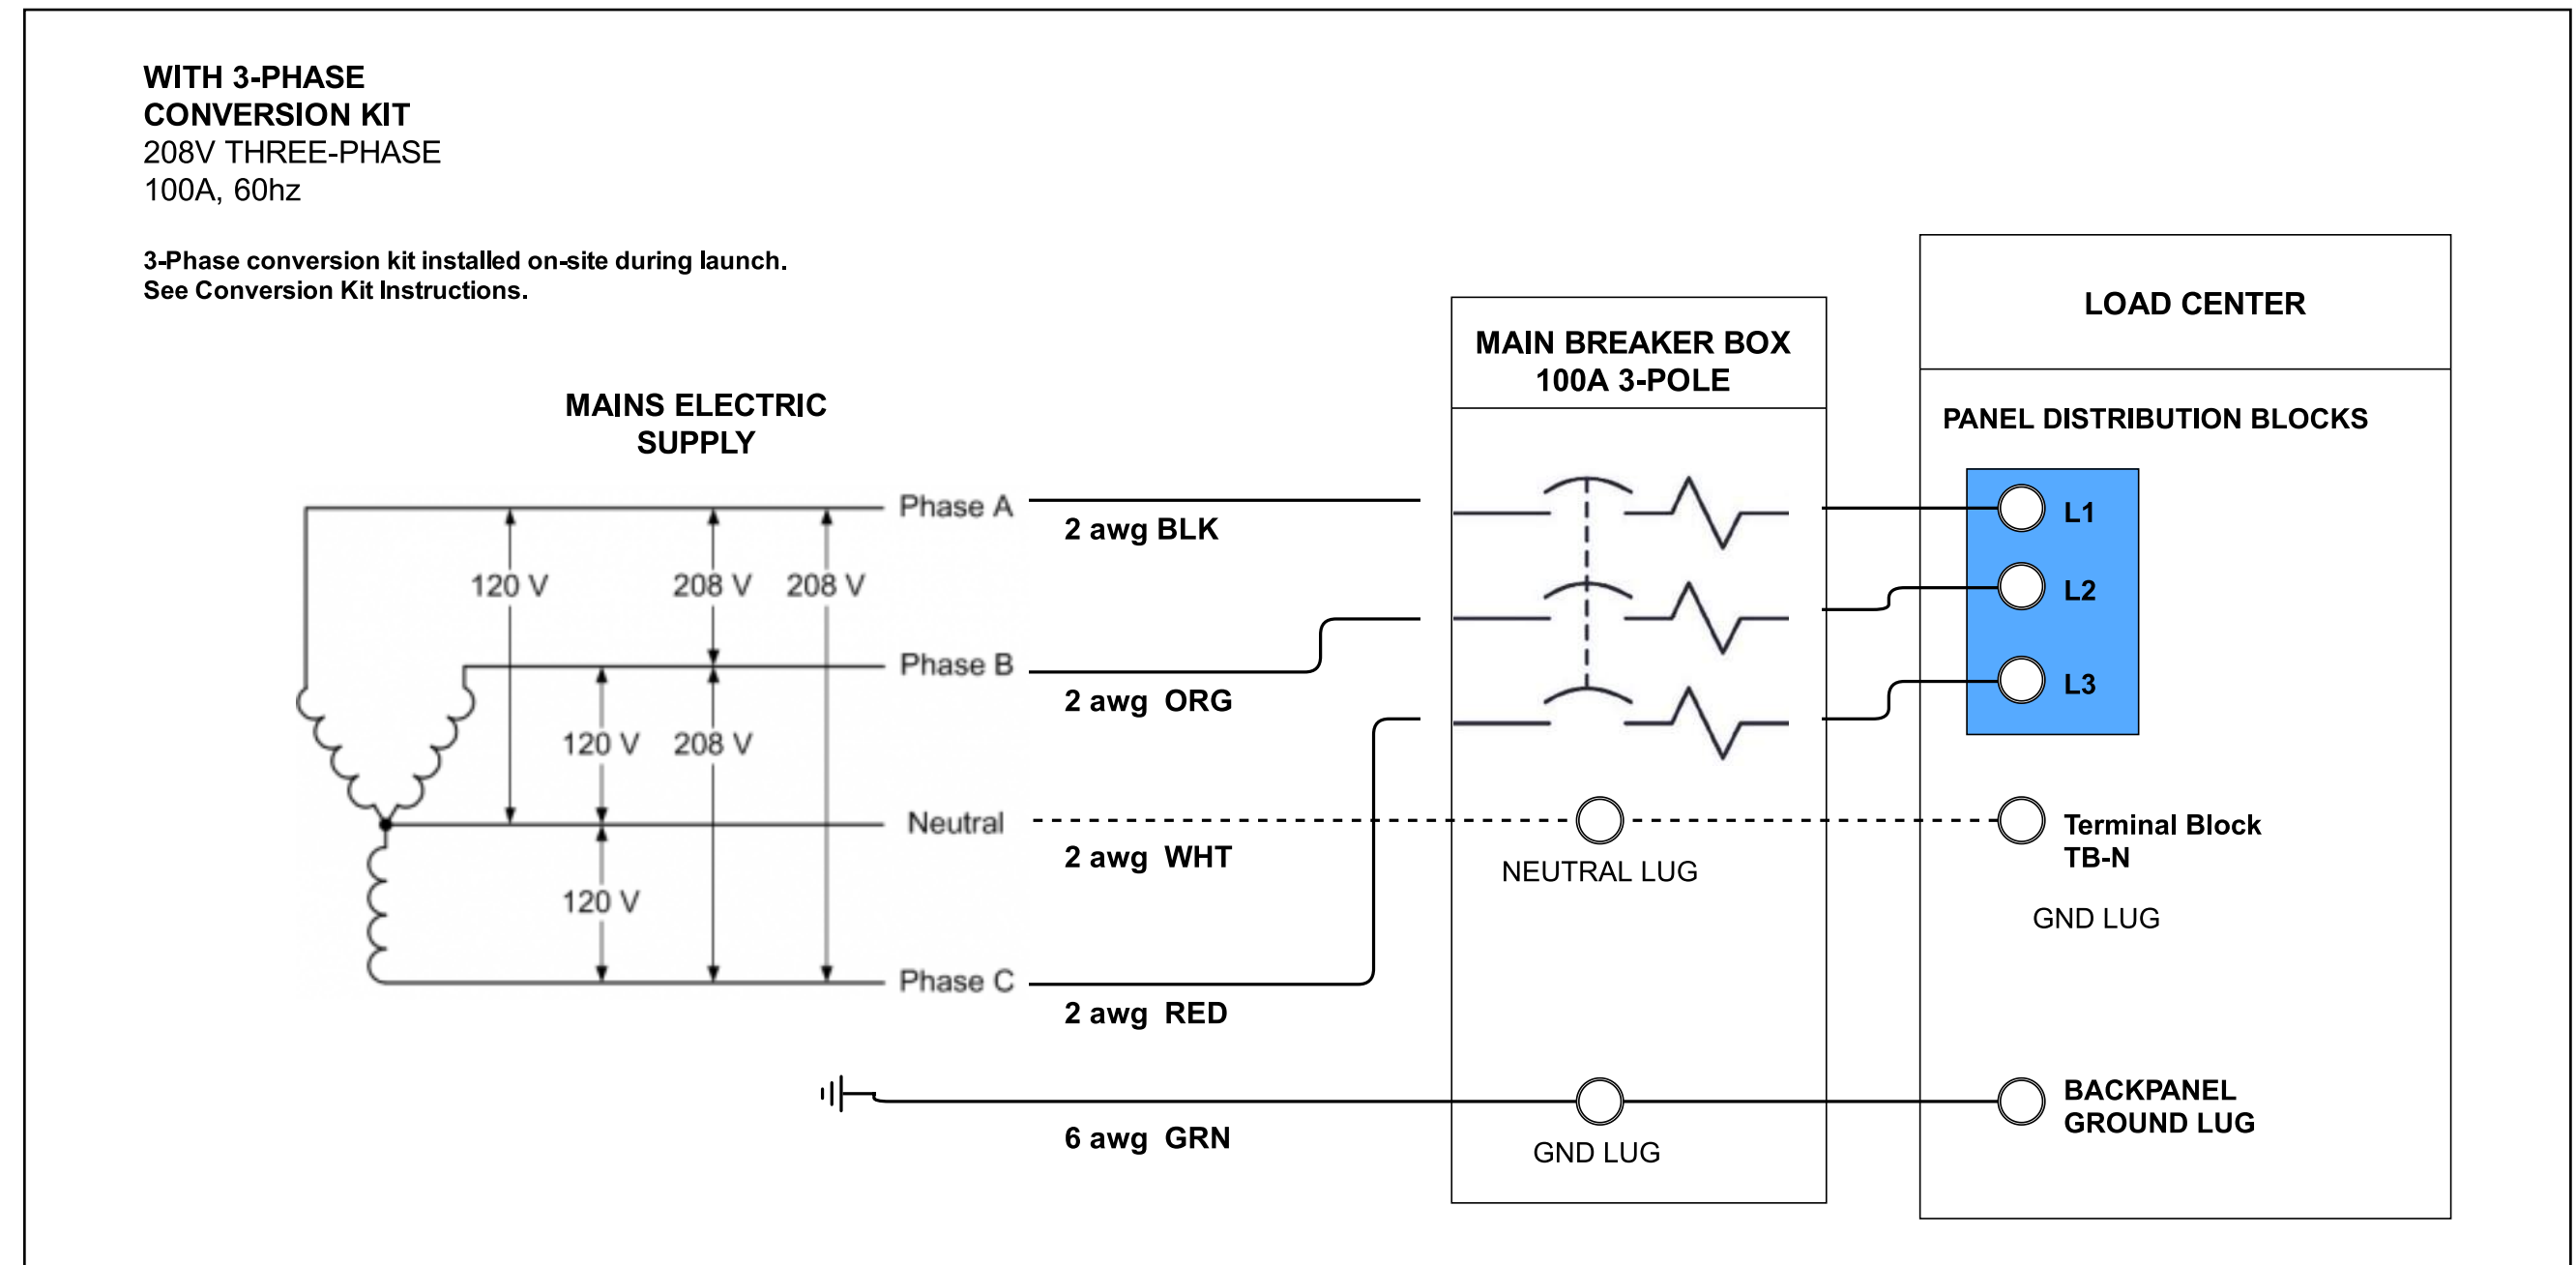 WITH 3-PHASE
CONVERSION KIT
208V THREE-PHASE
100A, 60hz
3-Phase conversion kit installed on-site during launch.
See Conversion Kit Instructions.
MAINS ELECTRIC
SUPPLY
120 V
208 V
208 V
120 V
208 V
120 V
Phase A
Phase B
Neutral
Phase C
2 awg BLK
2 awg  ORG
2 awg  WHT
2 awg  RED
6 awg  GRN
MAIN BREAKER BOX
100A 3-POLE
NEUTRAL LUG
GND LUG
LOAD CENTER
PANEL DISTRIBUTION BLOCKS
L1
L2
L3
Terminal Block
TB-N
GND LUG
BACKPANEL
GROUND LUG